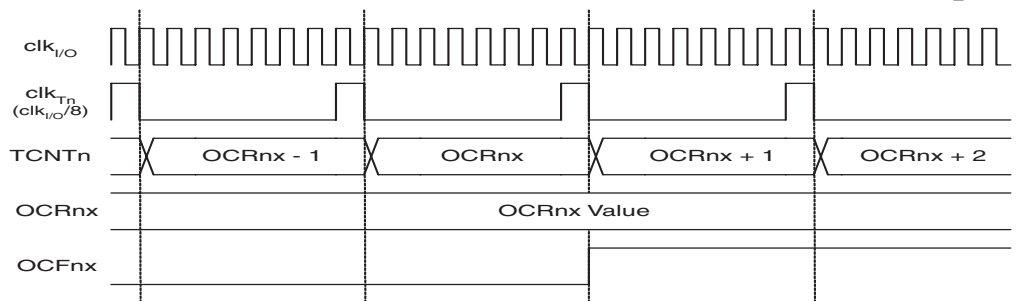 clkI/O
clkTn
(clkI/O/8)
TCNTn OCRnx - 1 OCRnx OCRnx + 1 OCRnx + 2
OCRnx OCRnx Value
OCFnx